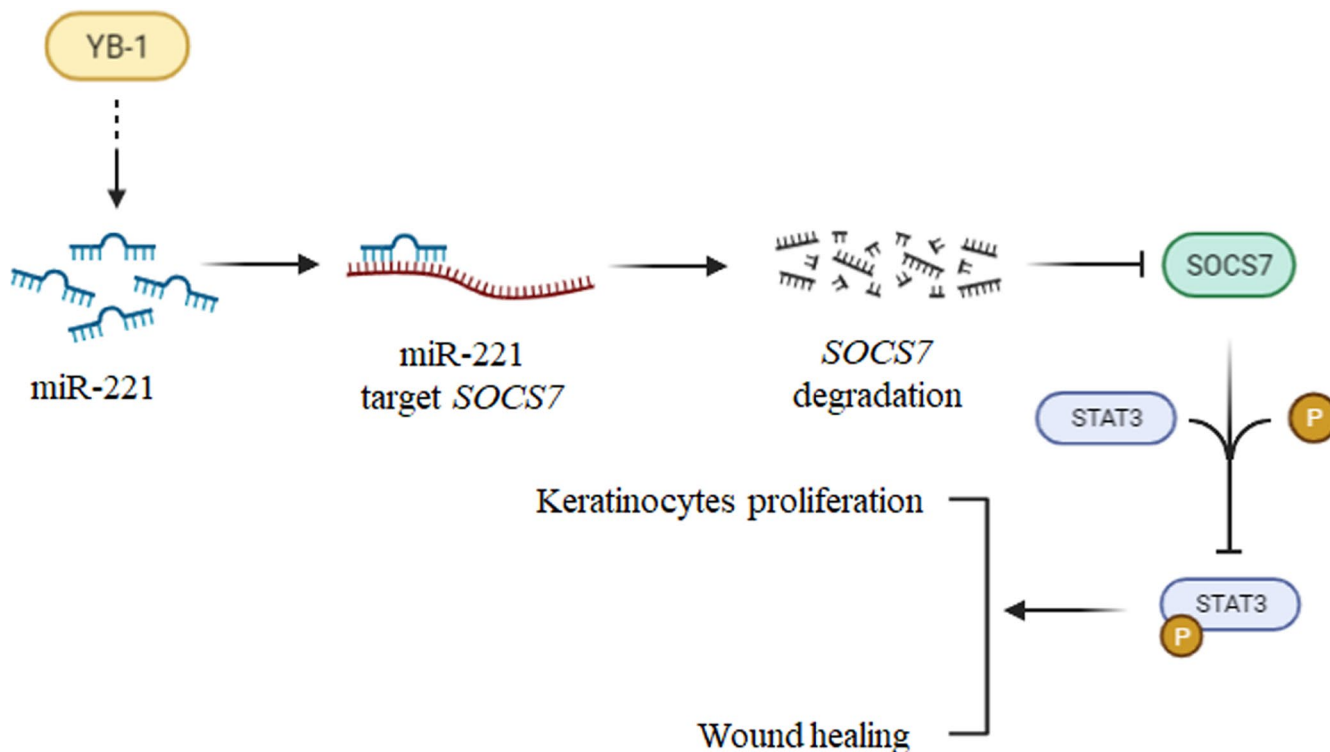 YB-1
miR-221
miR-221
target SOCS7
SOCS7
degradation
SOCS7
STAT3
P
Keratinocytes proliferation
STAT3
P
Wound healing